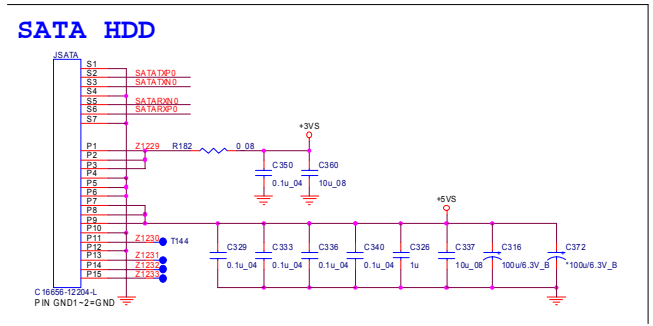 SATA HDD
JSATA
S1
S2 SATATXP0
S3 SATATXN0
S4
S5 SATARXN0
S6 SATARXP0
S7
+3VS
P1 Z1229 R182 0_08
P2
P3 C350 C360
P4
P5 0.1u_04 10u_08
P6
P7 +5VS
P8
P9
P10
P11 Z1230 T144
P12
P13 Z1231 C329 C333 C336 C340 C326 C337 C316 C372
P14 Z1232 0.1u_04 0.1u_04 0.1u_04 0.1u_04 1u 10u_08 100u/6.3V_B *100u/6.3V_B
P15 Z1233
C16656-12204-L
PIN GND1~2=GND